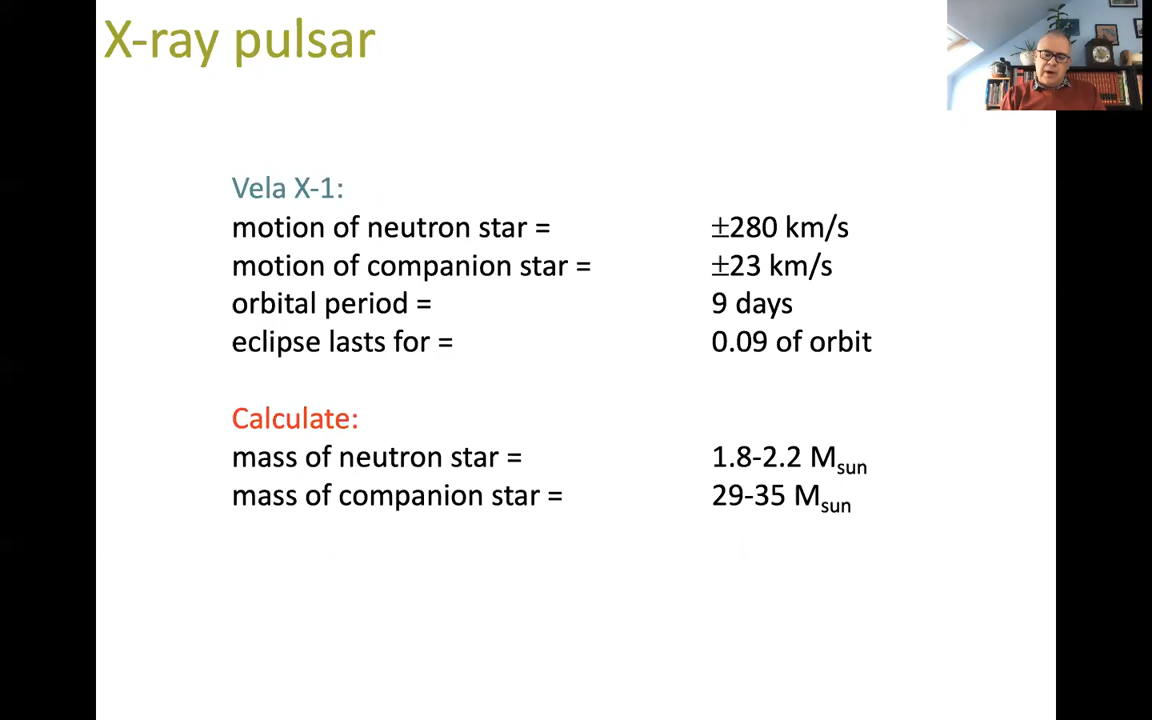 X-ray pulsar
Vela X-1:
motion of neutron star = ±280 km/s
motion of companion star = ±23 km/s
orbital period = 9 days
eclipse lasts for = 0.09 of orbit
Calculate:
mass of neutron star = 1.8-2.2 Msun
mass of companion star = 29-35 Msun